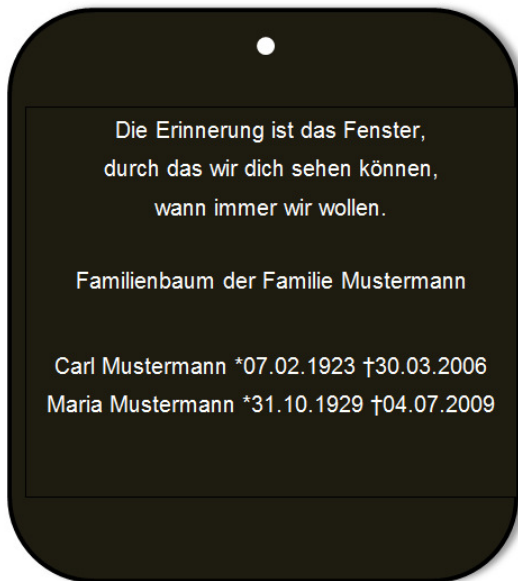 Die Erinnerung ist das Fenster,
durch das wir dich sehen können,
wann immer wir wollen.
Familienbaum der Familie Mustermann
Carl Mustermann *07.02.1923 †30.03.2006
Maria Mustermann *31.10.1929 †04.07.2009